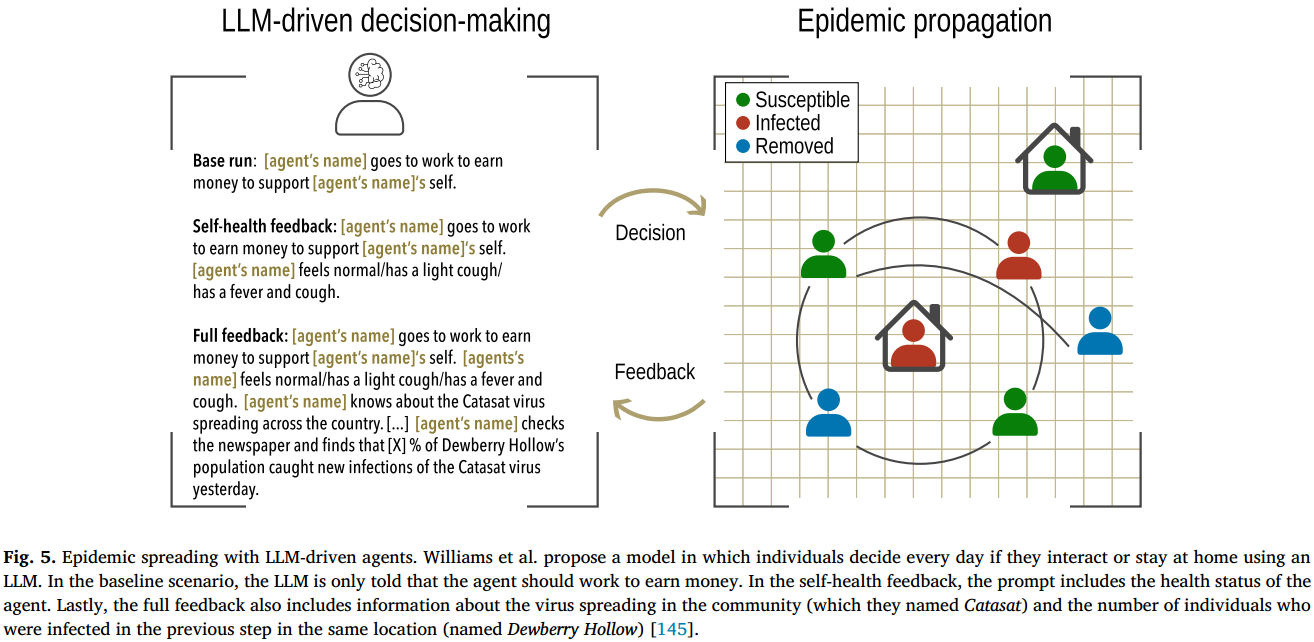 LLM-driven decision-making
Epidemic propagation
Base run: [agent's name] goes to work to earn
money to support [agent's name]'s self.
Self-health feedback: [agent's name] goes to work
to earn money to support [agent's name]'s self.
[agent's name] feels normal/has a light cough/
has a fever and cough.
Full feedback: [agent's name] goes to work to earn
money to support [agent's name]'s self. [agents's
name] feels normal/has a light cough/has a fever and
cough. [agent's name] knows about the Catasat virus
spreading across the country. [...] [agent's name] checks
the newspaper and finds that [X] % of Dewberry Hollow's
population caught new infections of the Catasat virus
yesterday.
Decision
Feedback
Susceptible
Infected
Removed
Fig. 5. Epidemic spreading with LLM-driven agents. Williams et al. propose a model in which individuals decide every day if they interact or stay at home using an
LLM. In the baseline scenario, the LLM is only told that the agent should work to earn money. In the self-health feedback, the prompt includes the health status of the
agent. Lastly, the full feedback also includes information about the virus spreading in the community (which they named Catasat) and the number of individuals who
were infected in the previous step in the same location (named Dewberry Hollow) [145].